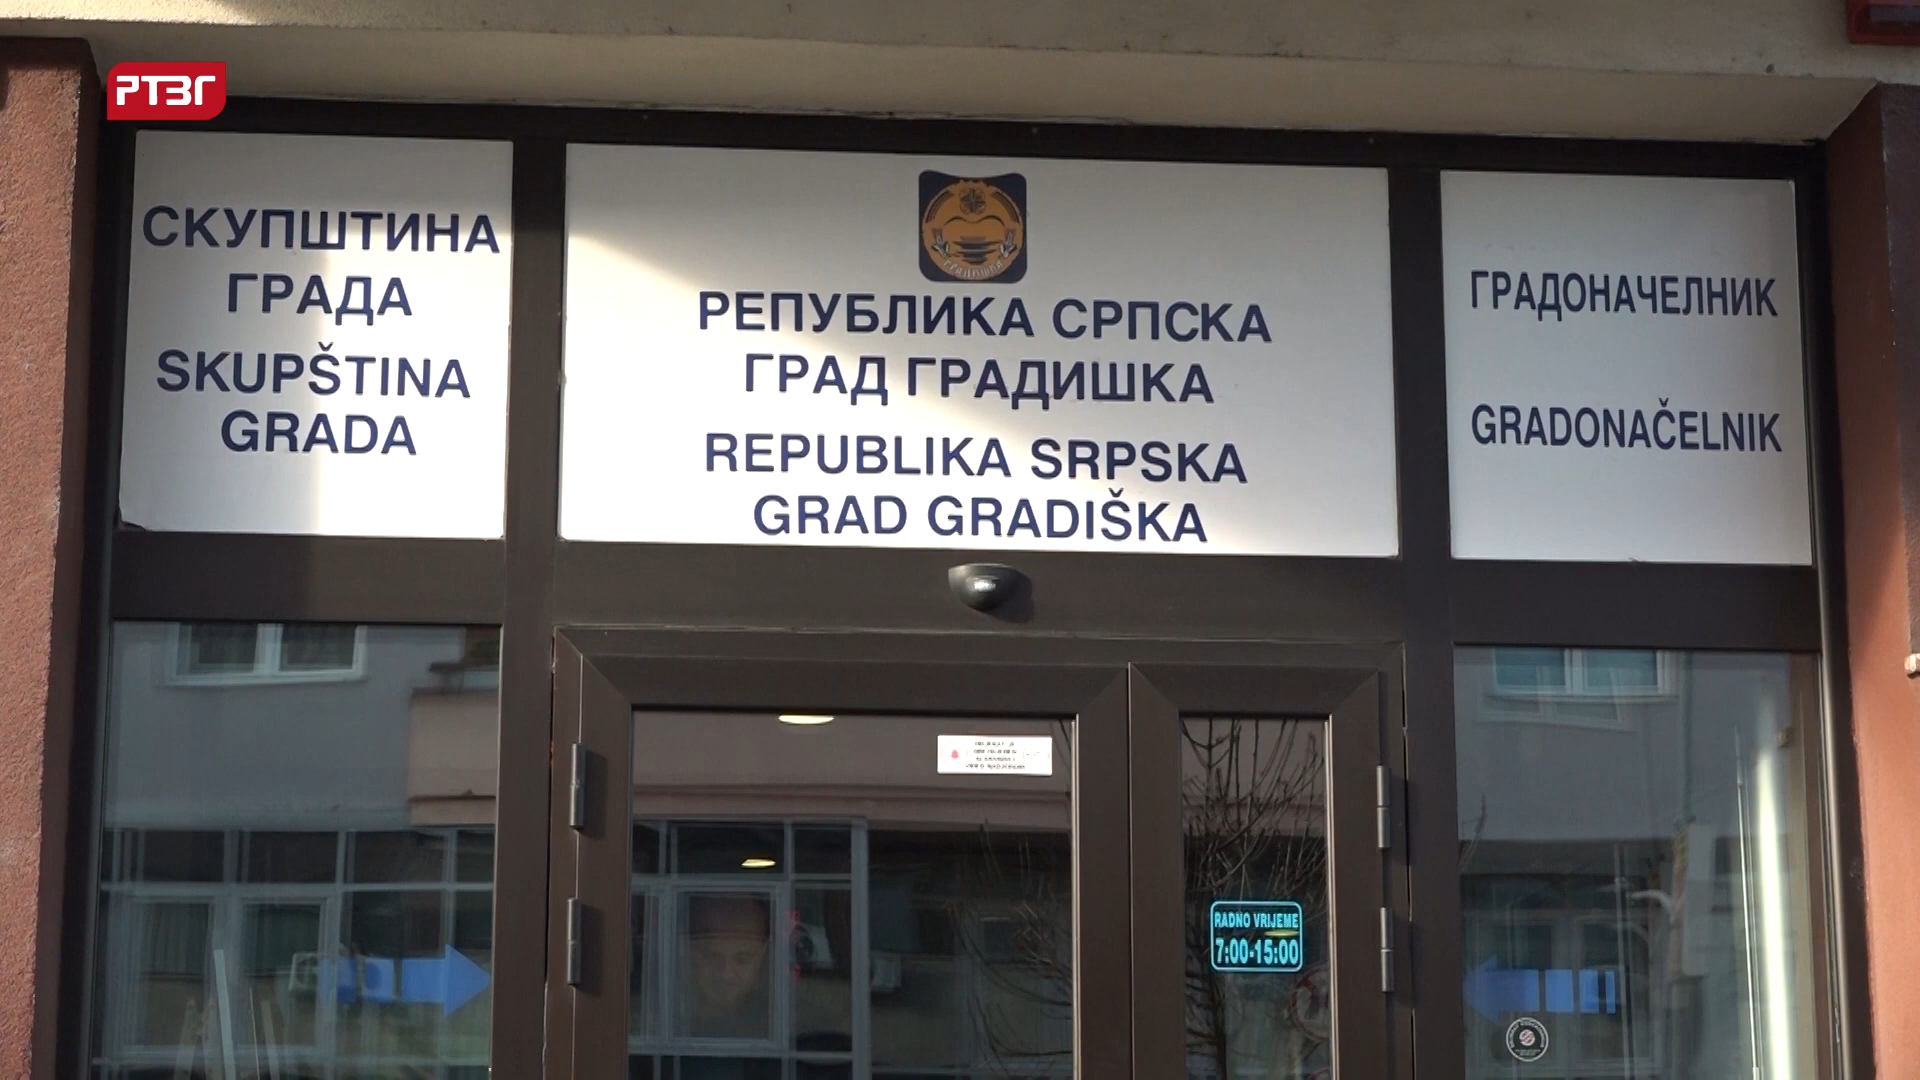 РТВГ
СКУПШТИНА
ГРАДА
SKUPŠTINA
GRADA
ГРАДИШКА
РЕПУБЛИКА СРПСКА
ГРАД ГРАДИШКА
REPUBLIKA SRPSKA
GRAD GRADIŠKA
ГРАДОНАЧЕЛНИК
GRADONAČELNIK
RADNO VRIJEME
7:00-15:00